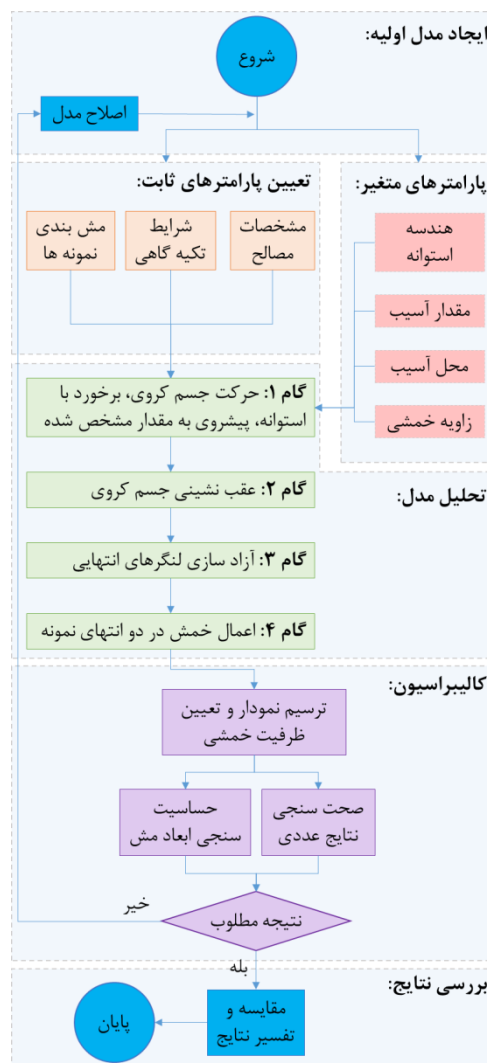 ایجاد مدل اولیه:
شروع
اصلاح مدل
پارامترهای متغیر:
هندسه
استوانه
مقدار آسیب
محل آسیب
زاویه خمشی
تعیین پارامترهای ثابت:
مشخصات
مصالح
شرایط
تکیه گاهی
مش بندی
نمونه ها
تحلیل مدل:
گام ۱: حرکت جسم کروی، برخورد با
استوانه، پیشروی به مقدار مشخص شده
گام ۲: عقب نشینی جسم کروی
گام ۳: آزاد سازی لنگرهای انتهایی
گام ۴: اعمال خمش در دو انتهای نمونه
کالیبراسیون:
ترسیم نمودار و تعیین
ظرفیت خمشی
صحت سنجی
نتایج عددی
حساسیت
سنجی ابعاد مش
نتیجه مطلوب
خیر
بله
بررسی نتایج:
مقایسه و
تفسیر نتایج
پایان